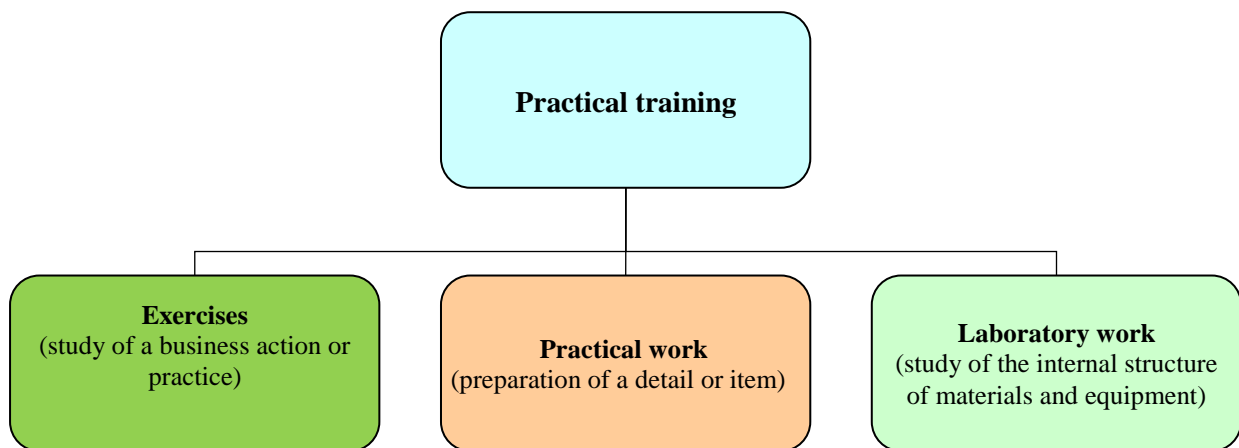 Practical training
Exercises
(study of a business action or
practice)
Practical work
(preparation of a detail or item)
Laboratory work
(study of the internal structure
of materials and equipment)